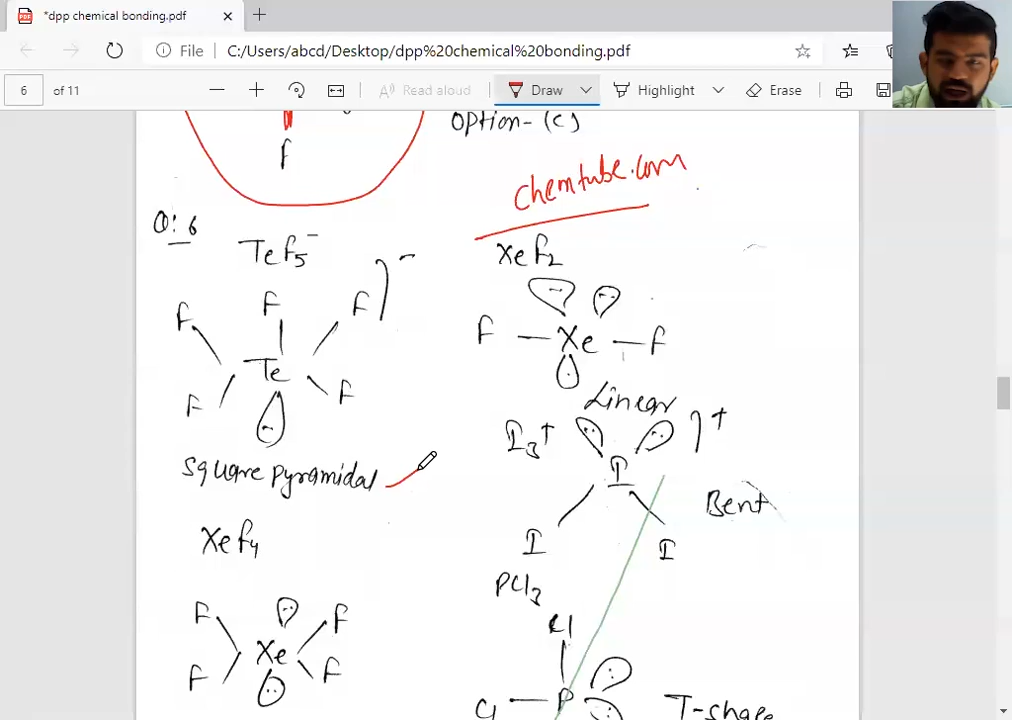 *dpp chemical bonding.pdf
File C:/Users/abcd/Desktop/dpp%20chemical%20bonding.pdf
6 of 11 Read aloud Draw Highlight Erase
F
Option-(C)
chemtube.com
Q: 6
TeF5-
F F F ]-
Te
F F
Square pyramidal
XeF4
F F
Xe
F F
XeF2
F Xe F
Linear
I3+
I ]+
Bent
I I
PCl3
Cl
Cl P T-shape